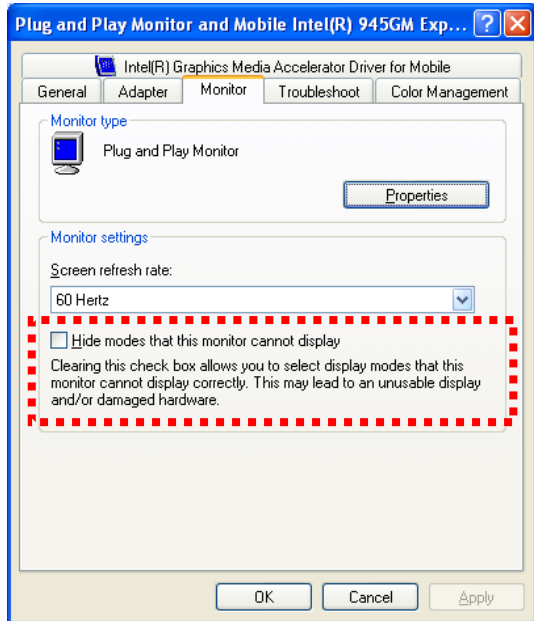 Plug and Play Monitor and Mobile Intel(R) 945GM Exp...
Intel(R) Graphics Media Accelerator Driver for Mobile
General Adapter Monitor Troubleshoot Color Management
Monitor type
Plug and Play Monitor
Properties
Monitor settings
Screen refresh rate:
60 Hertz
Hide modes that this monitor cannot display
Clearing this check box allows you to select display modes that this
monitor cannot display correctly. This may lead to an unusable display
and/or damaged hardware.
OK Cancel Apply